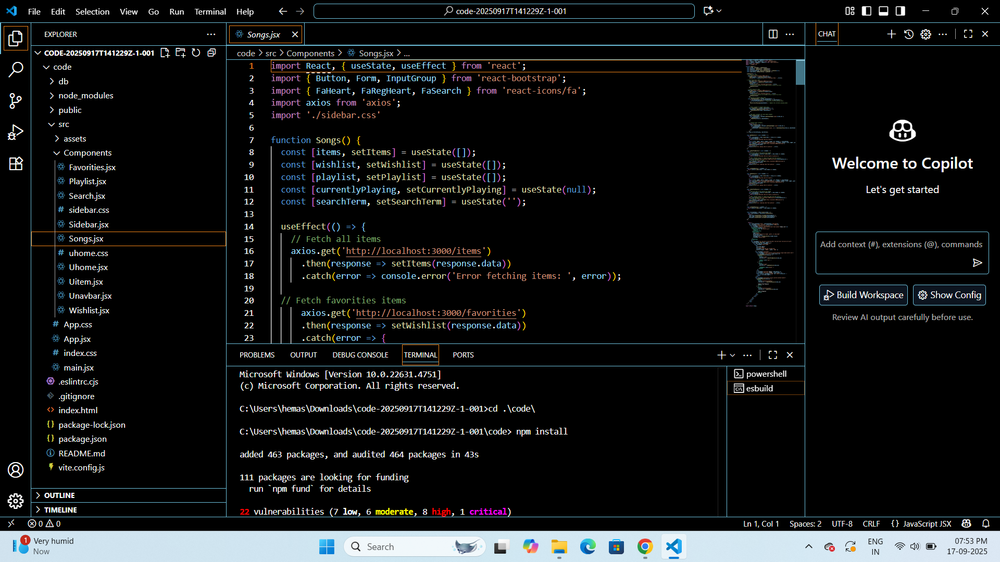 File Edit Selection View Go Run Terminal Help
code-20250917T141229Z-1-001
EXPLORER
CODE-20250917T141229Z-1-001
code
db
node_modules
public
src
assets
Components
Favorities.jsx
Playlist.jsx
Search.jsx
# sidebar.css
Sidebar.jsx
Songs.jsx
# uhome.css
Uhome.jsx
Uitem.jsx
Unavbar.jsx
Wishlist.jsx
# App.css
App.jsx
# index.css
main.jsx
.eslintrc.cjs
.gitignore
<> index.html
{} package-lock.json
{} package.json
README.md
vite.config.js
OUTLINE
TIMELINE
Songs.jsx
code > src > Components > Songs.jsx > ...
1 import React, { useState, useEffect } from 'react';
2 import { Button, Form, InputGroup } from 'react-bootstrap';
3 import { FaHeart, FaRegHeart, FaSearch } from 'react-icons/fa';
4 import axios from 'axios';
5 import './sidebar.css'
6
7 function Songs() {
8 const [items, setItems] = useState([]);
9 const [wishlist, setWishlist] = useState([]);
10 const [playlist, setPlaylist] = useState([]);
11 const [currentlyPlaying, setCurrentlyPlaying] = useState(null);
12 const [searchTerm, setSearchTerm] = useState('');
13
14 useEffect(() => {
15 // Fetch all items
16 axios.get('http://localhost:3000/items')
17 .then(response => setItems(response.data))
18 .catch(error => console.error('Error fetching items: ', error));
19
20 // Fetch favorities items
21 axios.get('http://localhost:3000/favorities')
22 .then(response => setWishlist(response.data))
23 .catch(error => {
PROBLEMS OUTPUT DEBUG CONSOLE TERMINAL PORTS
Microsoft Windows [Version 10.0.22631.4751]
(c) Microsoft Corporation. All rights reserved.
C:\Users\hemas\Downloads\code-20250917T141229Z-1-001>cd .\code\
C:\Users\hemas\Downloads\code-20250917T141229Z-1-001\code> npm install
added 463 packages, and audited 464 packages in 43s
111 packages are looking for funding
run `npm fund` for details
22 vulnerabilities (7 low, 6 moderate, 8 high, 1 critical)
powershell
esbuild
CHAT
Welcome to Copilot
Let's get started
Add context (#), extensions (@), commands
Build Workspace
Show Config
Review AI output carefully before use.
0 0
Ln 1, Col 1 Spaces: 2 UTF-8 CRLF {} JavaScript JSX
1
Very humid
Now
Search
ENG
IN
07:53 PM
17-09-2025